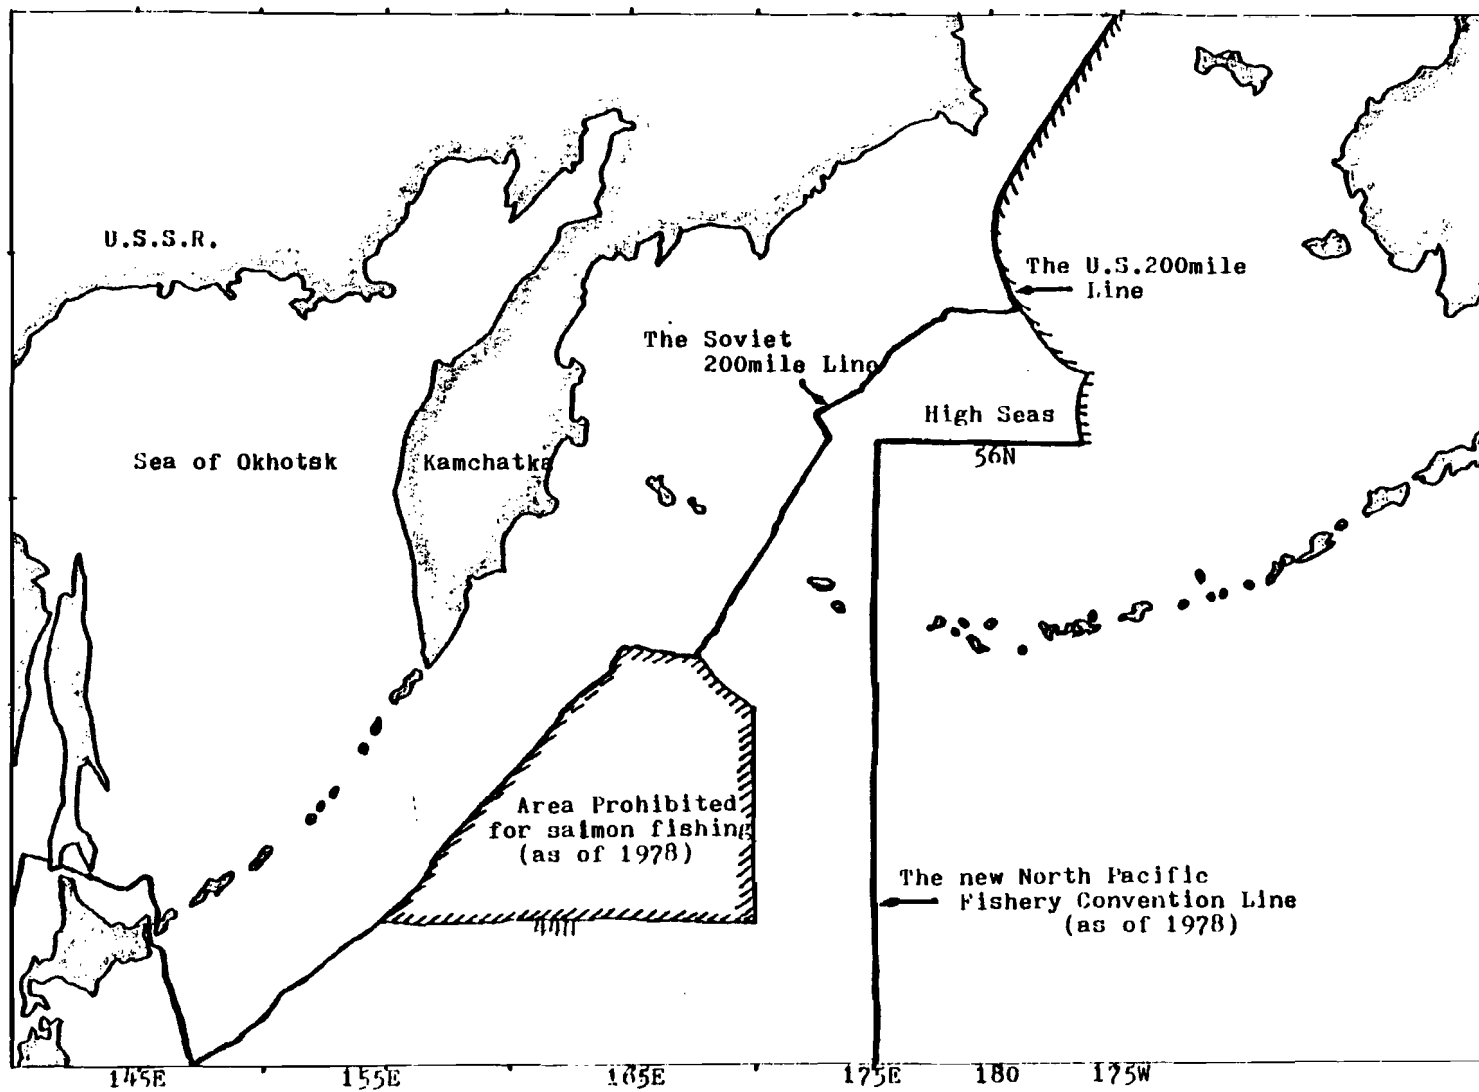 U.S.S.R.
The U.S.200mile
Line
The Soviet
200mile Line
High Seas
56N
Sea of Okhotsk
Kamchatka
Area Prohibited
for salmon fishing
(as of 1978)
The new North Pacific
Fishery Convention Line
(as of 1978)
145E
155E
165E
175E
180
175W